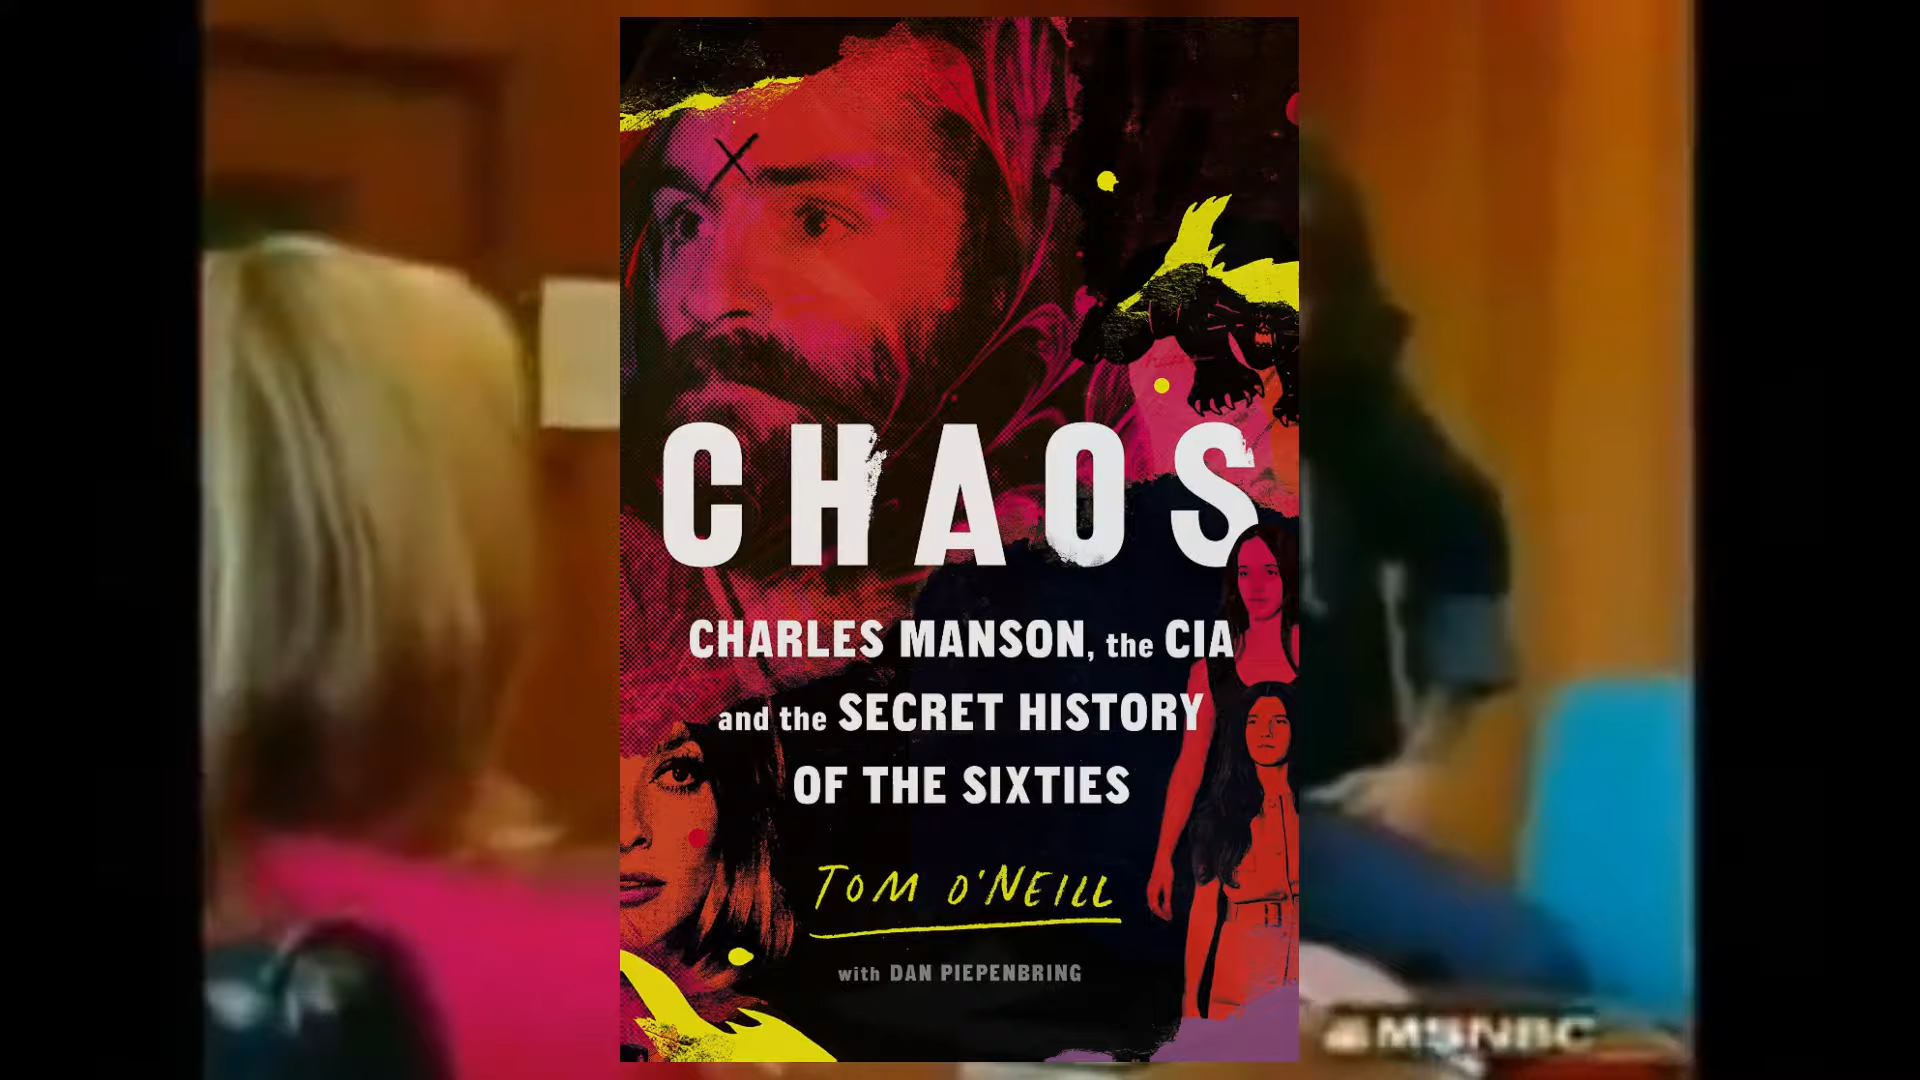 CHAOS
CHARLES MANSON, the CIA
and the SECRET HISTORY
OF THE SIXTIES
TOM O'NEILL
with DAN PIEPENBRING
MSNBC